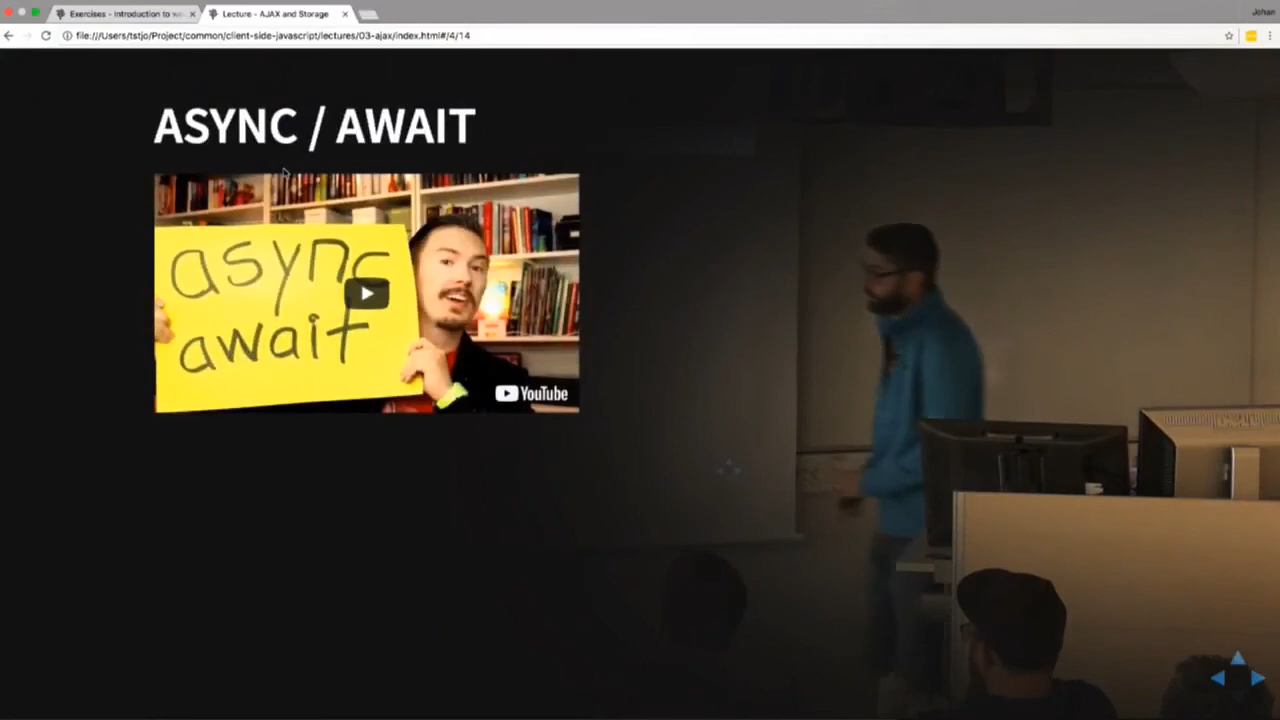 Exercises - Introduction to we
Lecture - AJAX and Storage
Johan
file:///Users/tstjo/Project/common/client-side-javascript/lectures/03-ajax/index.html#/4/14
ASYNC / AWAIT
async
await
YouTube